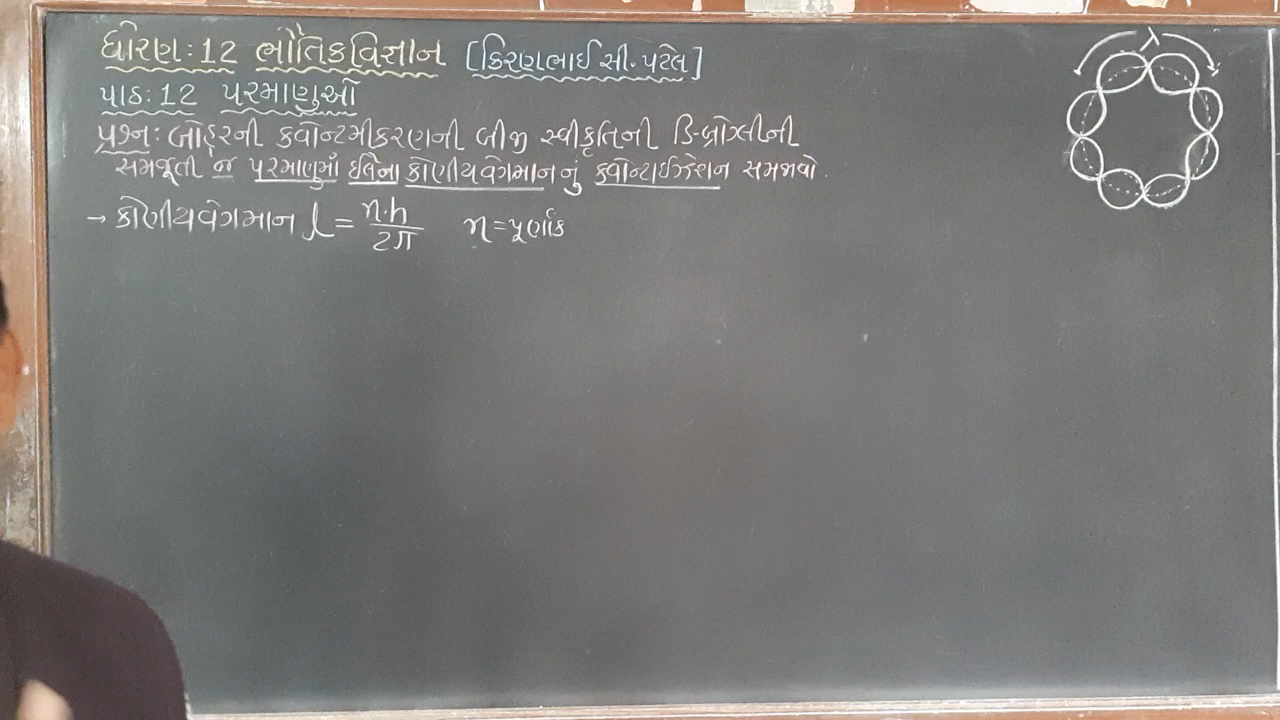 ધોરણ:12 ભૌતિકવિજ્ઞાન [કિરણભાઈ સી. પટેલ]
પાઠ:12 પરમાણુઓ
પ્રશ્ન: બોહરની ક્વોન્ટમીકરણની બીજી સ્વીકૃતિની ડિ-બ્રોગ્લીની
સમજૂતી જ પરમાણુમાં ઈલેના કોણીયવેગમાનનું ક્વોન્ટાઈઝેશન સમજાવો.
→ કોણીયવેગમાન l = n.h / 2π n = પૂર્ણાંક
λ